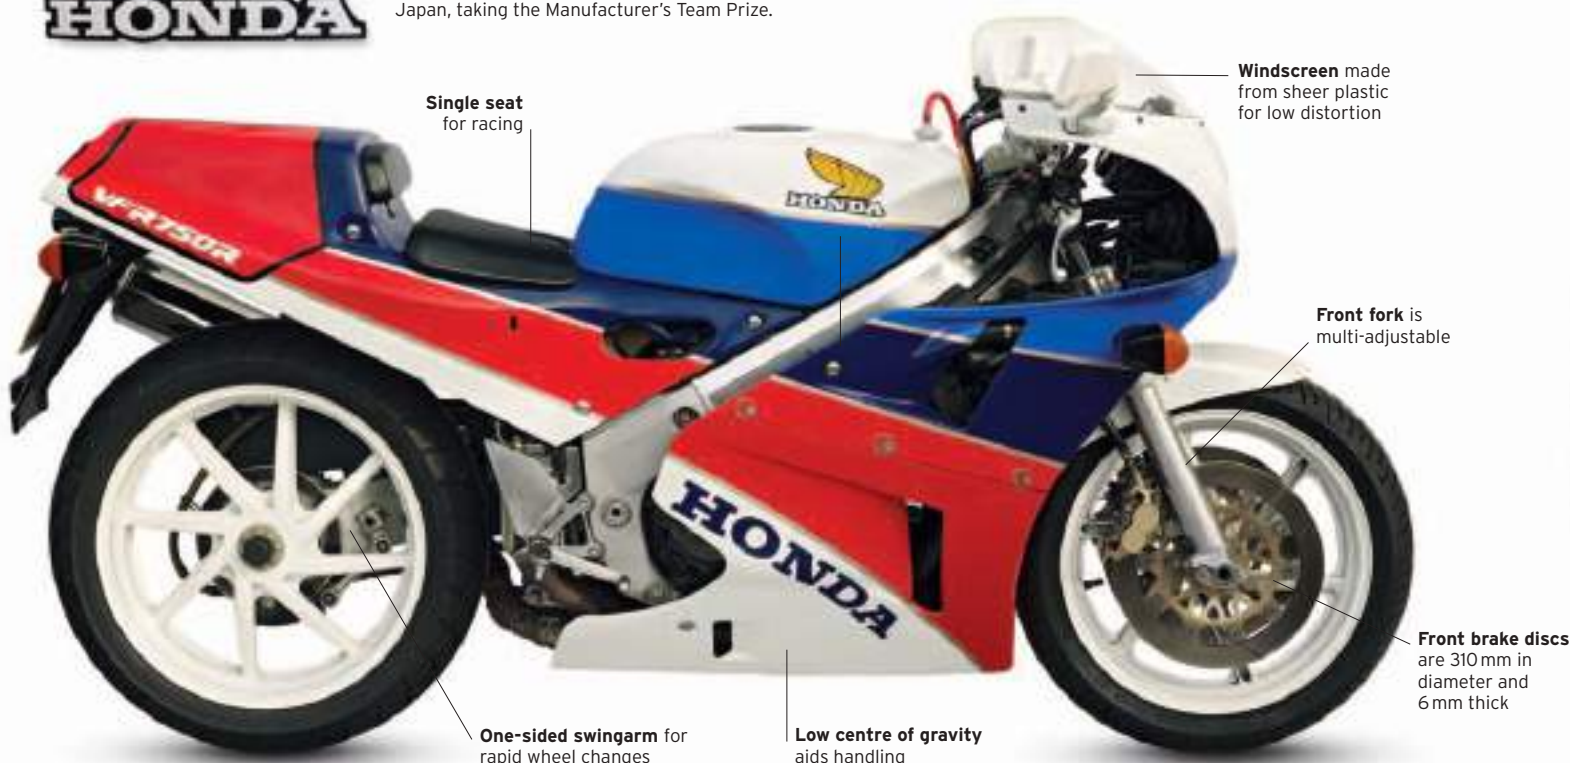 HONDA
Japan, taking the Manufacturer's Team Prize.
Single seat
for racing
Windscreen made
from sheer plastic
for low distortion
HONDA
VFR750R
Front fork is
multi-adjustable
HONDA
Front brake discs
are 310 mm in
diameter and
6 mm thick
One-sided swingarm for
rapid wheel changes
Low centre of gravity
aids handling